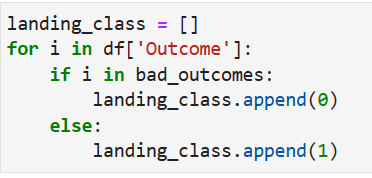 landing_class = []
for i in df['Outcome']:
    if i in bad_outcomes:
        landing_class.append(0)
    else:
        landing_class.append(1)